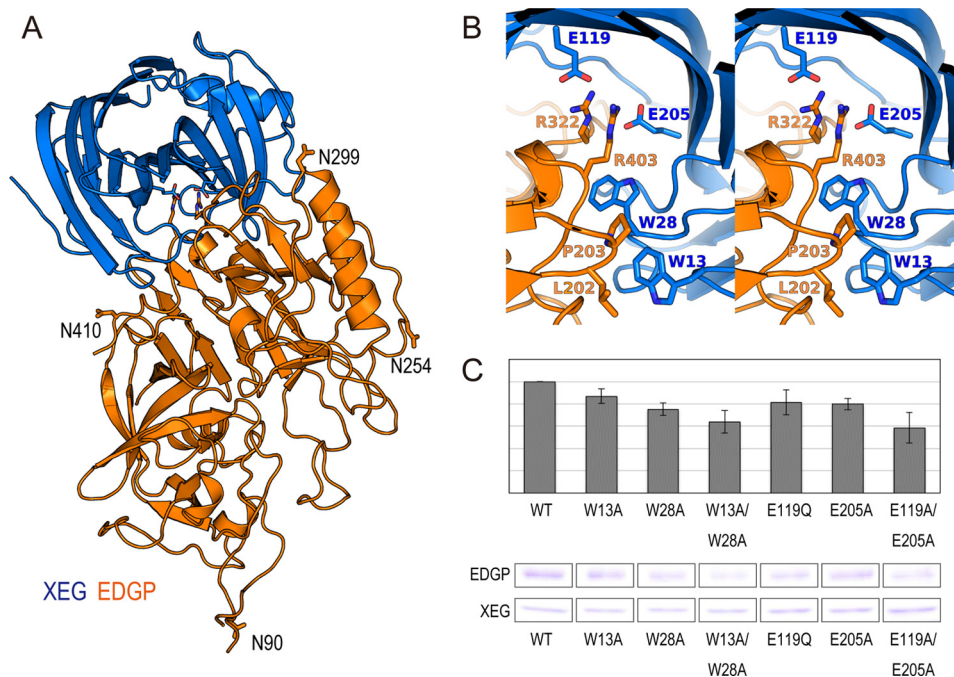 A
N299
N410
N254
XEG EDGP
N90
B
E119
E119
R322
E205
R322
E205
R403
R403
W28
W28
P203
W13
P203
W13
L202
L202
C
WT
W13A
W28A
W13A/
W28A
E119Q
E205A
E119A/
E205A
EDGP
XEG
WT
W13A
W28A
W13A/
W28A
E119Q
E205A
E119A/
E205A